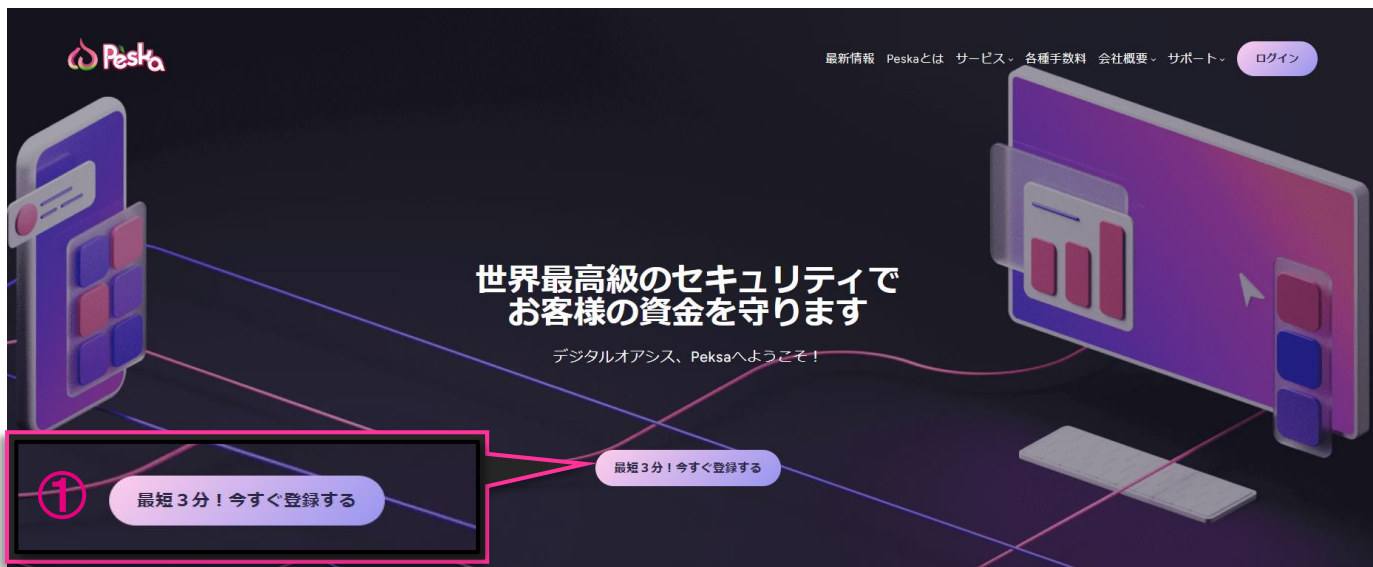 Peska
最新情報 Peskaとは サービス 各種手数料 会社概要 サポート ログイン
世界最高級のセキュリティで
お客様の資金を守ります
デジタルオアシス、Peksaへようこそ！
最短３分！今すぐ登録する
① 最短３分！今すぐ登録する